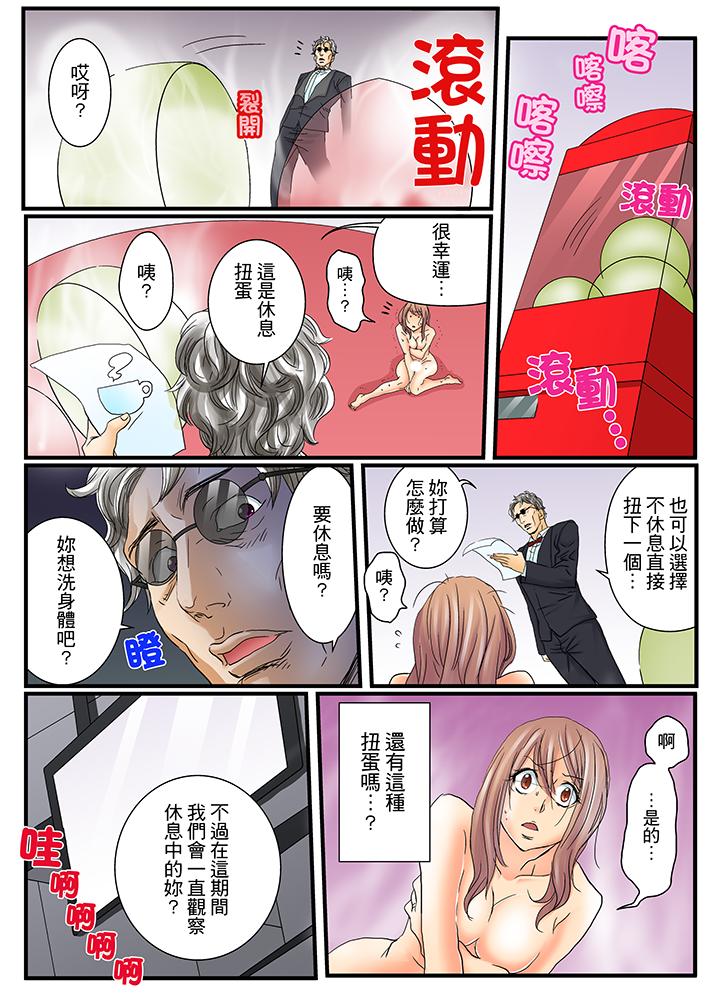 喀
喀嚓
喀嚓
滾動
滾動…
滾動
裂開
哎呀？
很幸運…
咦…？
這是休息
扭蛋
咦？
也可以選擇
不休息直接
扭下一個…
妳打算
怎麼做？
咦？
要休息嗎？
妳想洗身體吧？
瞪
啊
…是的…
還有這種
扭蛋嗎…？
不過在這期間
我們會一直觀察
休息中的妳？
哇
啊
啊
啊
啊